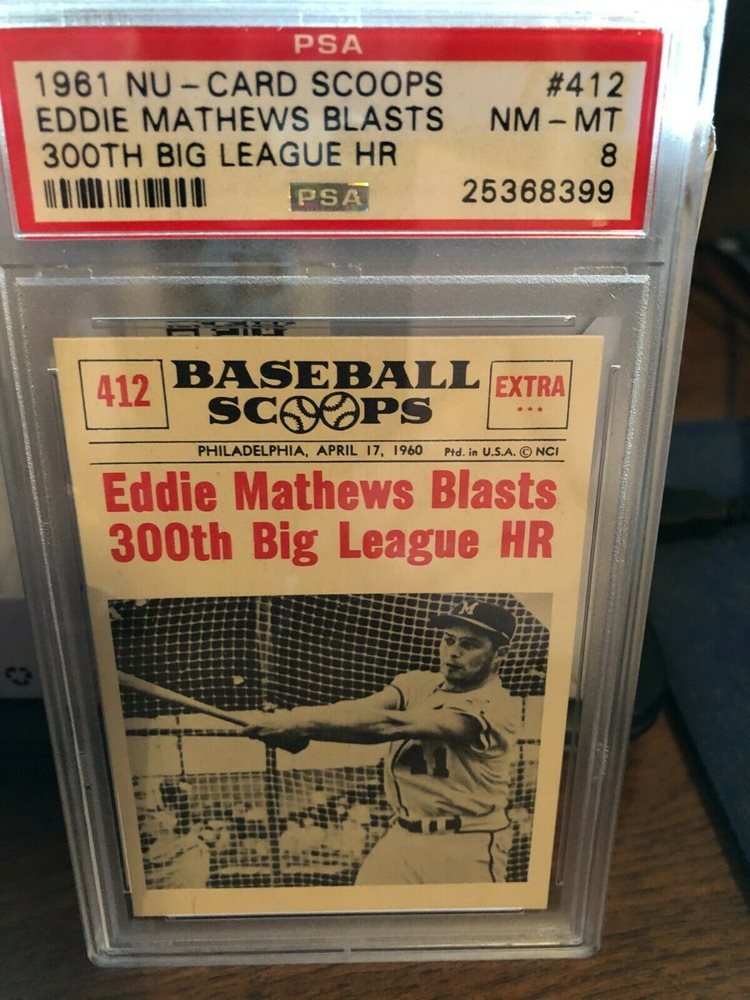 PSA
1961 NU-CARD SCOOPS #412
EDDIE MATHEWS BLASTS NM-MT
300TH BIG LEAGUE HR 8
PSA 25368399
412 BASEBALL EXTRA
SCOOPS
PHILADELPHIA, APRIL 17, 1960 Ptd. in U.S.A. © NCI
Eddie Mathews Blasts
300th Big League HR
M
41